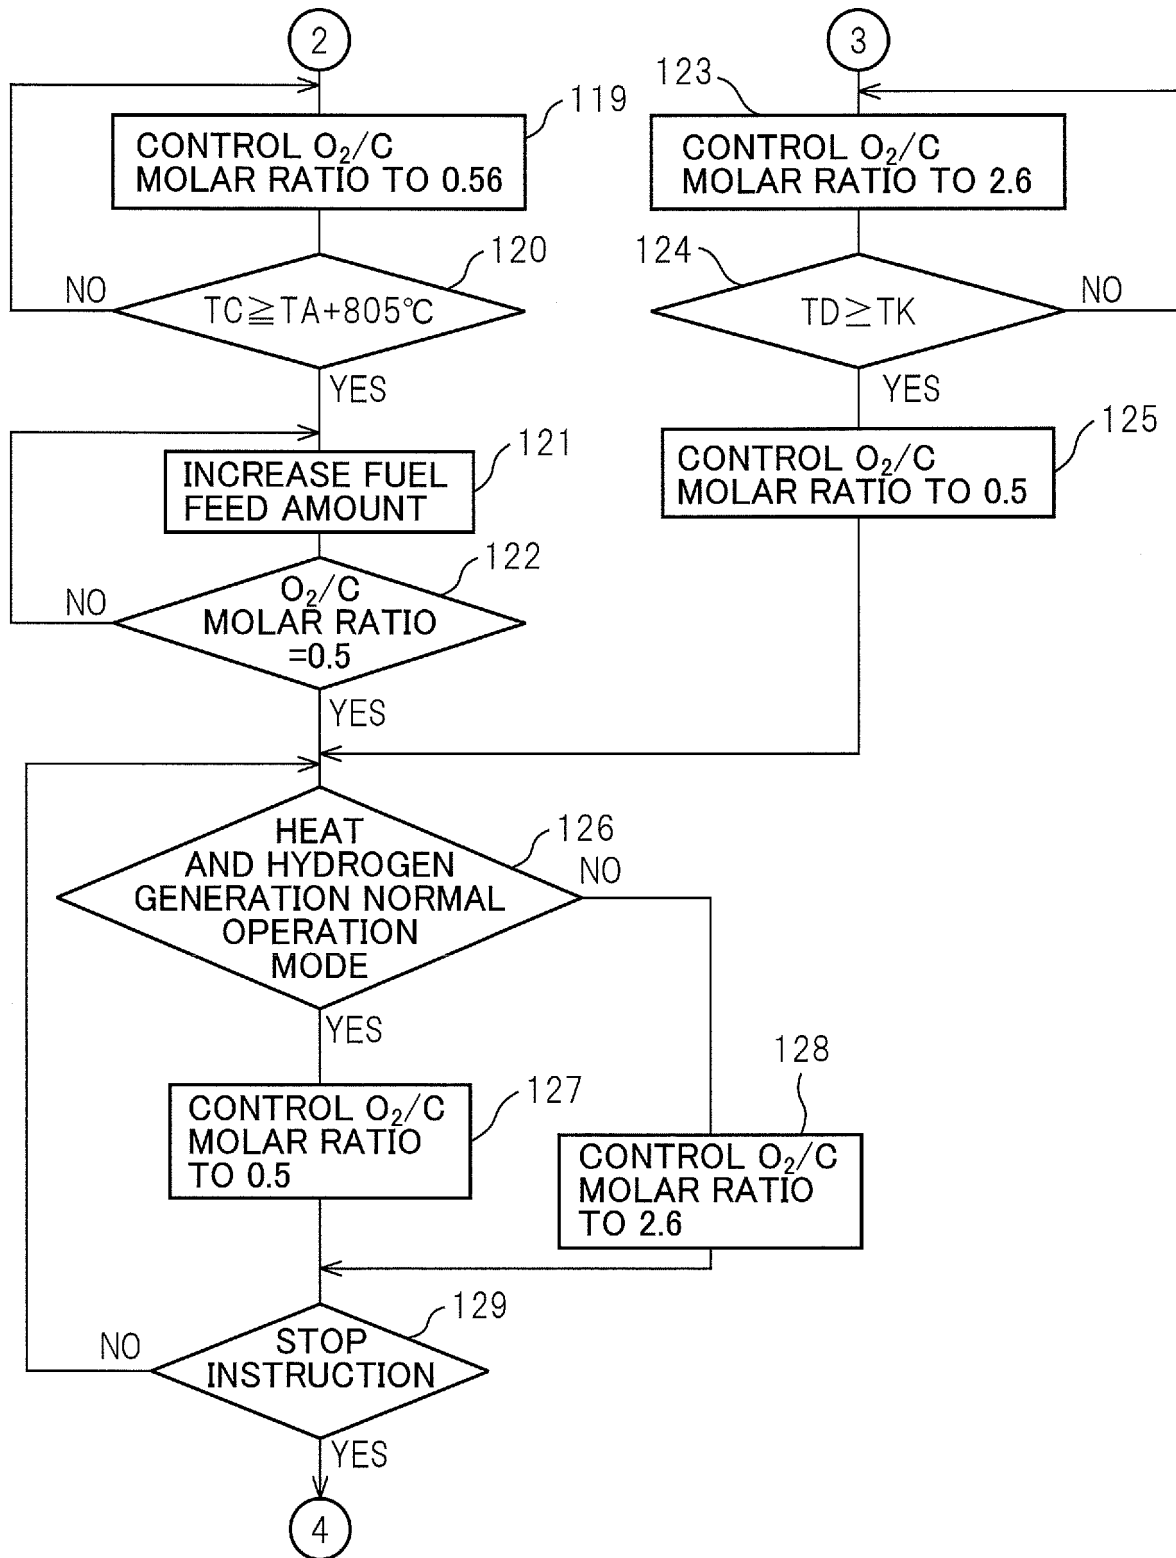 2
119
CONTROL O₂/C
MOLAR RATIO TO 0.56
120
NO
TC≧TA+805℃
YES
121
INCREASE FUEL
FEED AMOUNT
122
NO
O₂/C
MOLAR RATIO
=0.5
YES
3
123
CONTROL O₂/C
MOLAR RATIO TO 2.6
124
NO
TD≥TK
YES
125
CONTROL O₂/C
MOLAR RATIO TO 0.5
126
HEAT
AND HYDROGEN
GENERATION NORMAL
OPERATION
MODE
NO
YES
127
CONTROL O₂/C
MOLAR RATIO
TO 0.5
128
CONTROL O₂/C
MOLAR RATIO
TO 2.6
129
NO
STOP
INSTRUCTION
YES
4